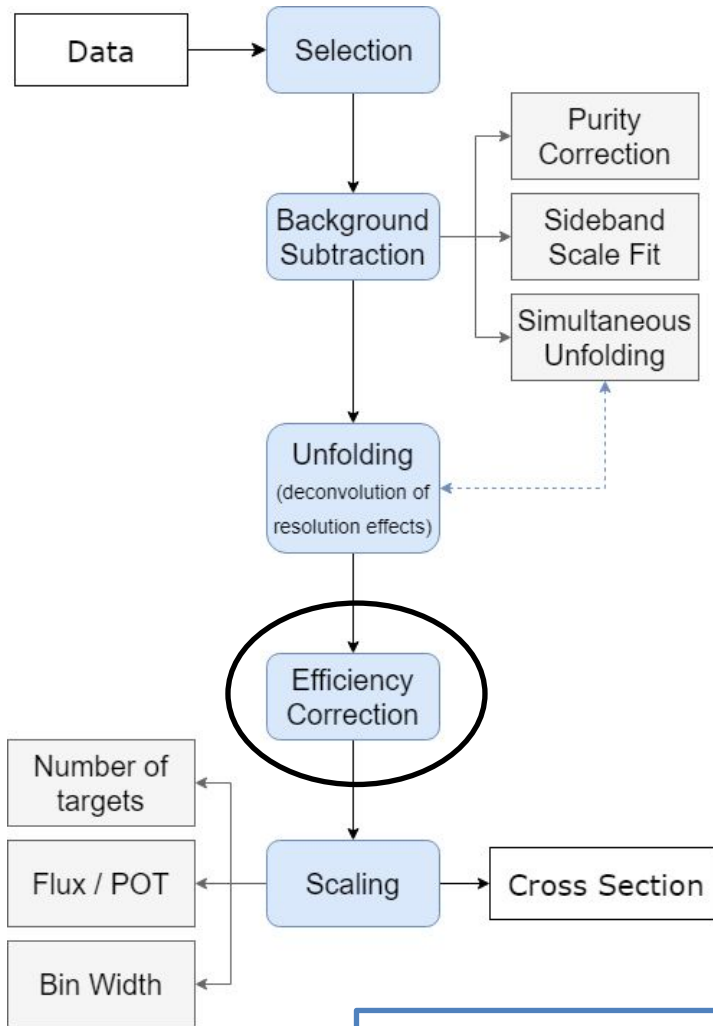 Data
Selection
Purity
Correction
Background
Subtraction
Sideband
Scale Fit
Simultaneous
Unfolding
Unfolding
(deconvolution of
resolution effects)
Efficiency
Correction
Number of
targets
Flux / POT
Scaling
Cross Section
Bin Width